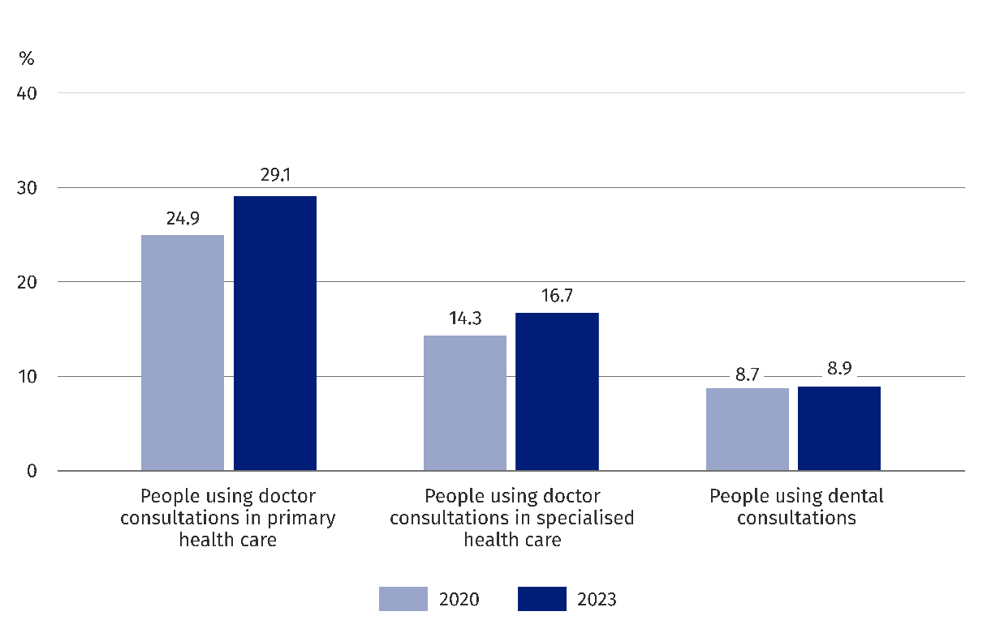 %
40
30
20
10
0
24.9
29.1
14.3
16.7
8.7
8.9
People using doctor
consultations in primary
health care
People using doctor
consultations in specialised
health care
People using dental
consultations
2020
2023